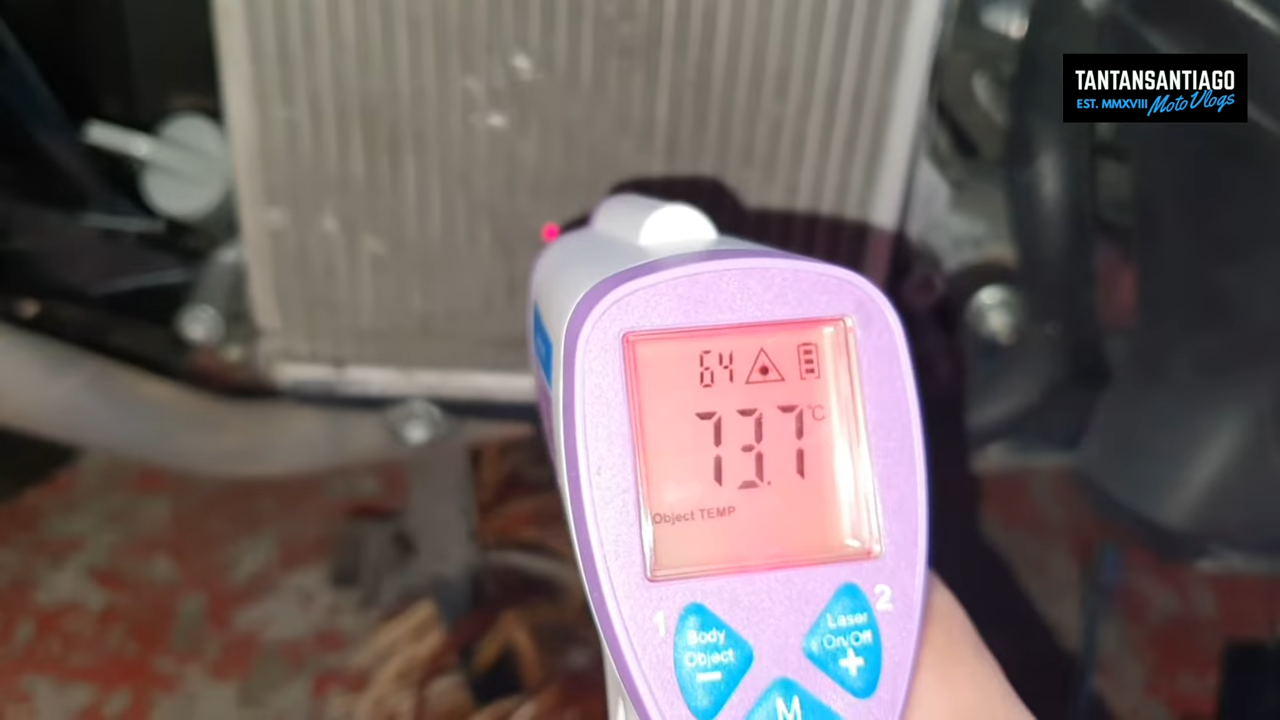 TANTANSANTIAGO
EST. MMXVIII Moto Vlogs
64
73.7 °C
Object TEMP
1
2
Body
Object
−
Laser
On/Off
+
M